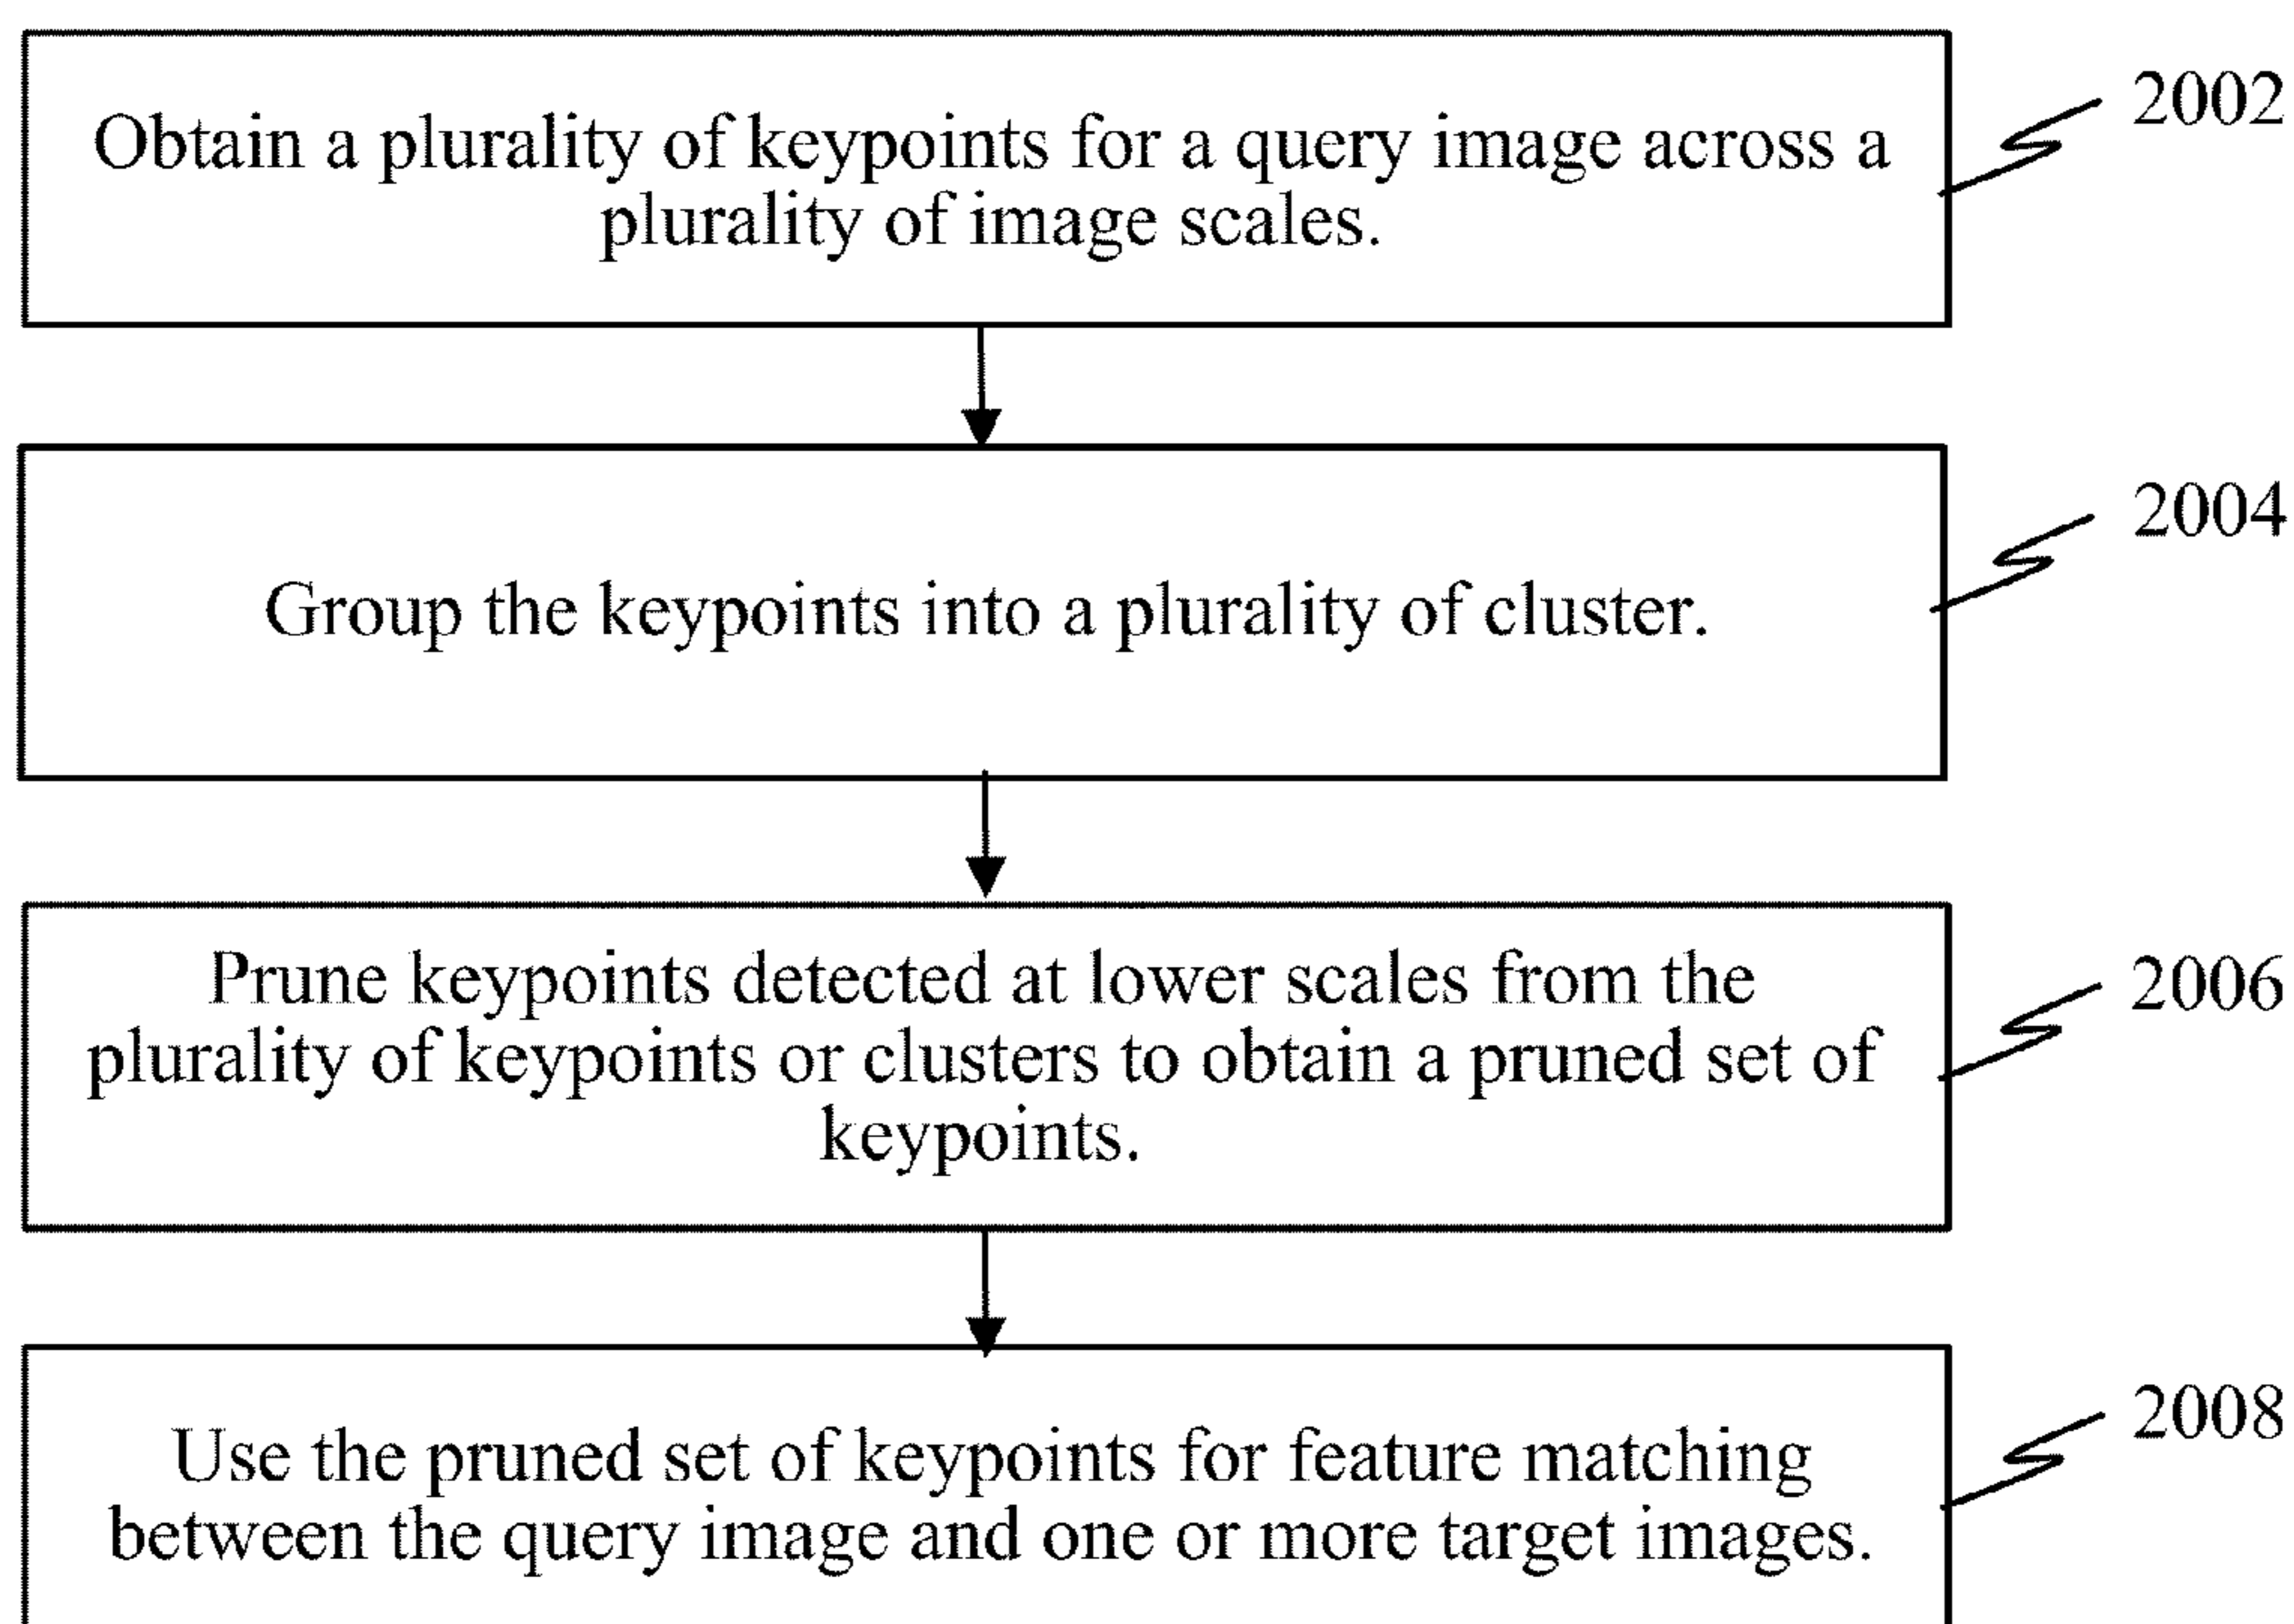 Obtain a plurality of keypoints for a query image across a
plurality of image scales.
2002
Group the keypoints into a plurality of cluster.
2004
Prune keypoints detected at lower scales from the
plurality of keypoints or clusters to obtain a pruned set of
keypoints.
2006
Use the pruned set of keypoints for feature matching
between the query image and one or more target images.
2008